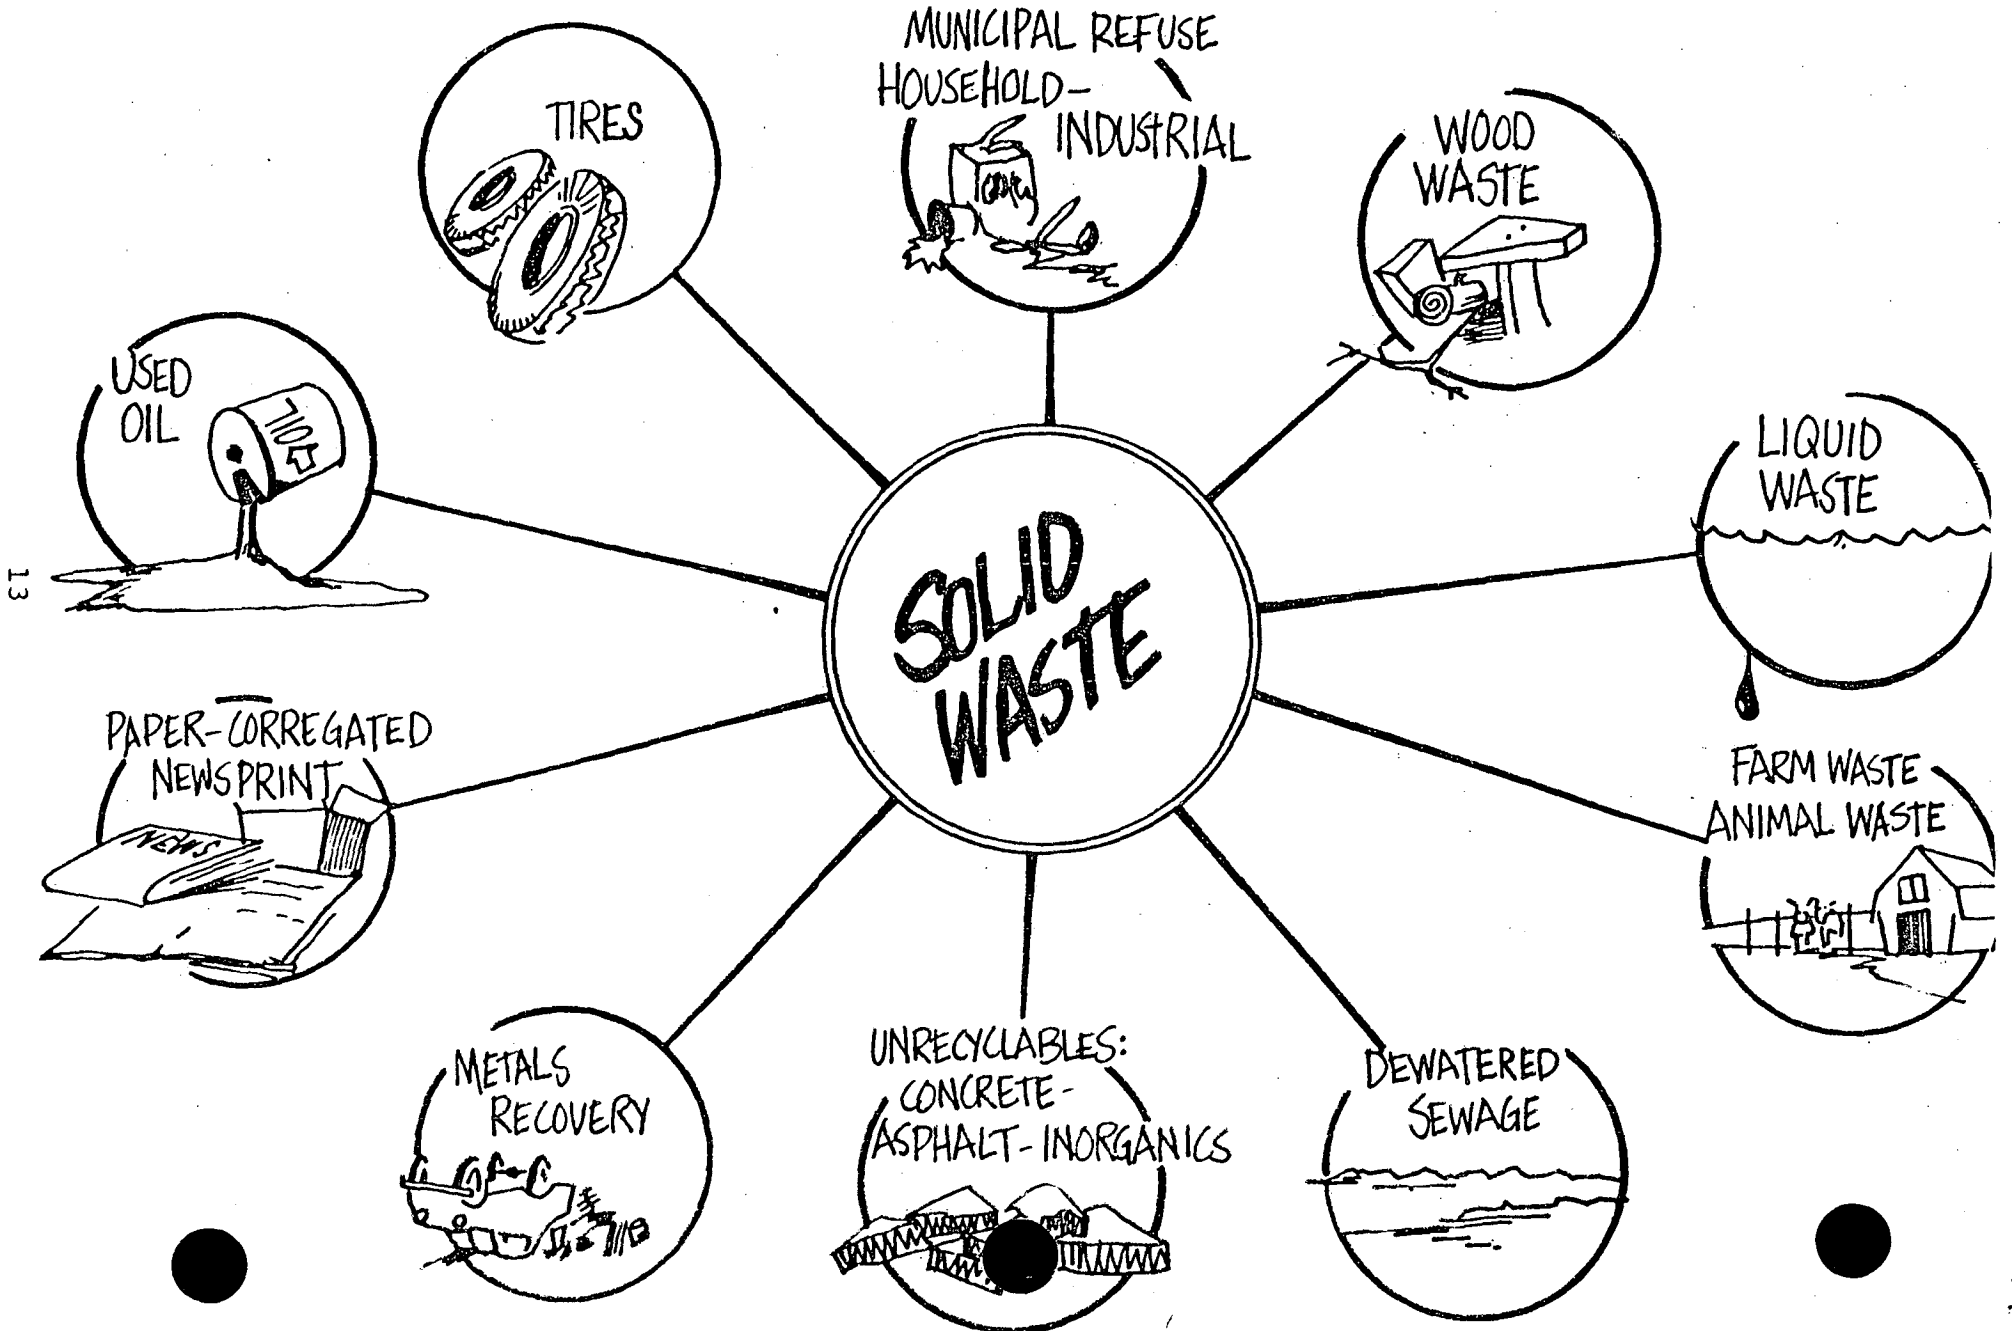 MUNICIPAL REFUSE
HOUSEHOLD-
INDUSTRIAL
TIRES
WOOD
WASTE
USED
OIL
OIL
LIQUID
WASTE
SOLID
WASTE
13
PAPER-CORREGATED
NEWSPRINT
NEWS
FARM WASTE
ANIMAL WASTE
METALS
RECOVERY
UNRECYCLABLES:
CONCRETE-
ASPHALT-INORGANICS
DEWATERED
SEWAGE